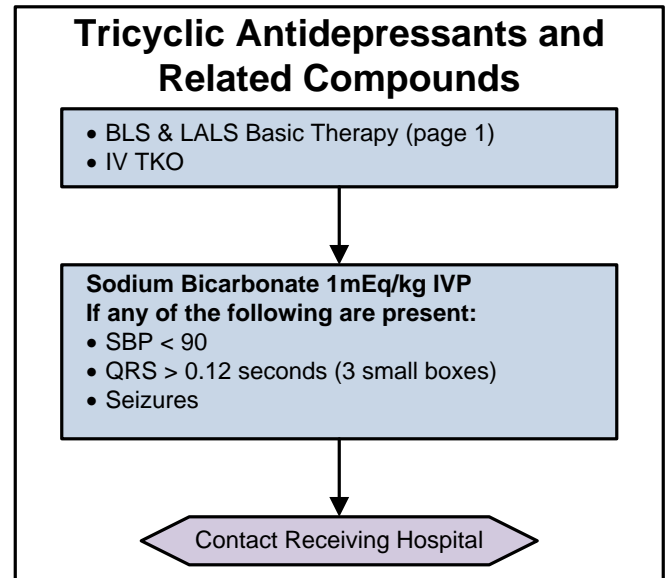 Tricyclic Antidepressants and
Related Compounds
• BLS & LALS Basic Therapy (page 1)
• IV TKO
Sodium Bicarbonate 1mEq/kg IVP
If any of the following are present:
• SBP < 90
• QRS > 0.12 seconds (3 small boxes)
• Seizures
Contact Receiving Hospital